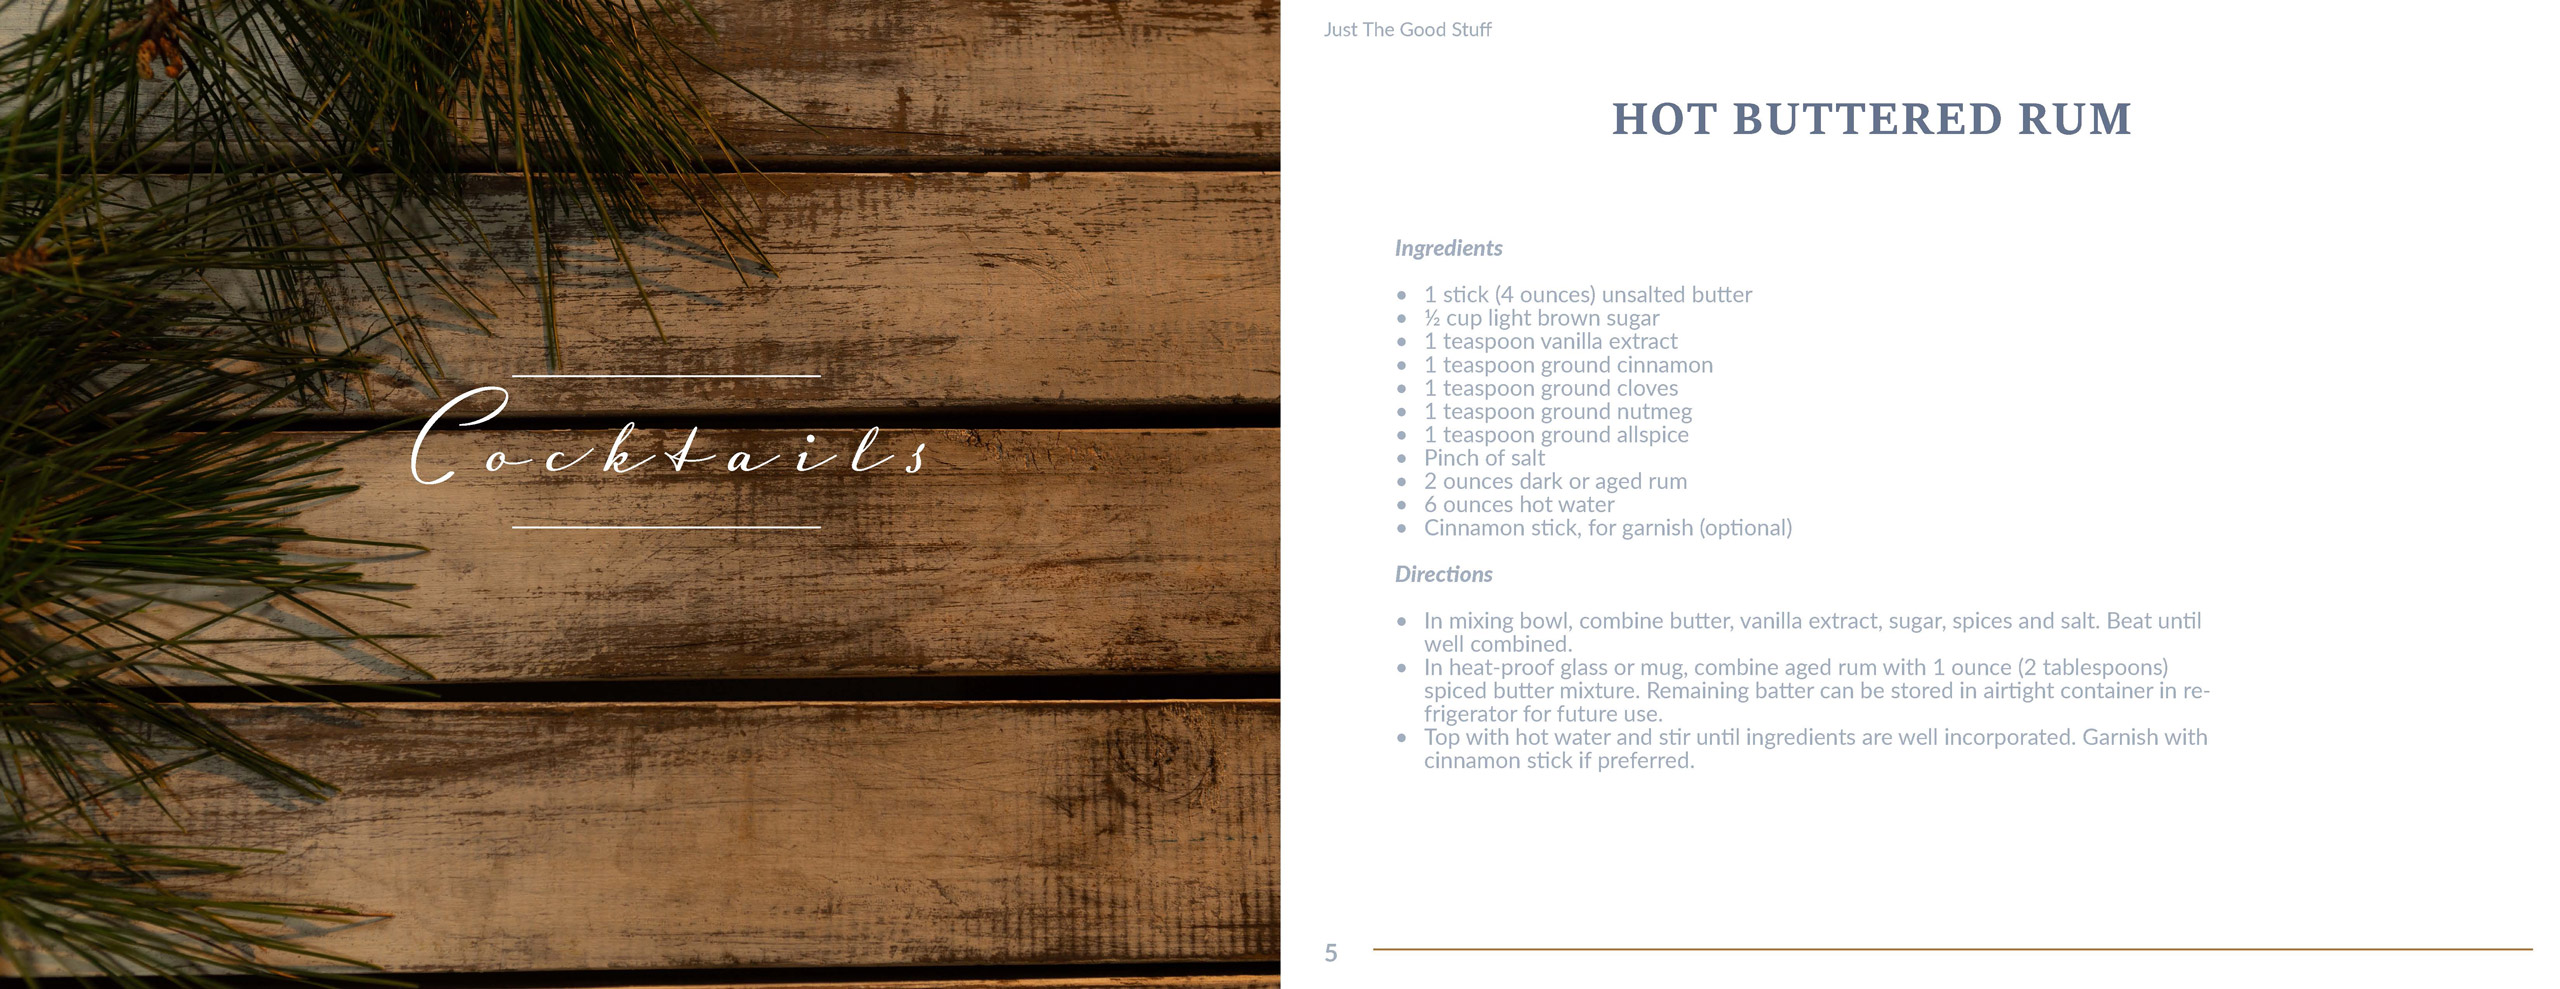 Cocktails
Just The Good Stuff
HOT BUTTERED RUM
Ingredients
• 1 stick (4 ounces) unsalted butter
• ½ cup light brown sugar
• 1 teaspoon vanilla extract
• 1 teaspoon ground cinnamon
• 1 teaspoon ground cloves
• 1 teaspoon ground nutmeg
• 1 teaspoon ground allspice
• Pinch of salt
• 2 ounces dark or aged rum
• 6 ounces hot water
• Cinnamon stick, for garnish (optional)
Directions
• In mixing bowl, combine butter, vanilla extract, sugar, spices and salt. Beat until
well combined.
• In heat-proof glass or mug, combine aged rum with 1 ounce (2 tablespoons)
spiced butter mixture. Remaining batter can be stored in airtight container in re-
frigerator for future use.
• Top with hot water and stir until ingredients are well incorporated. Garnish with
cinnamon stick if preferred.
5